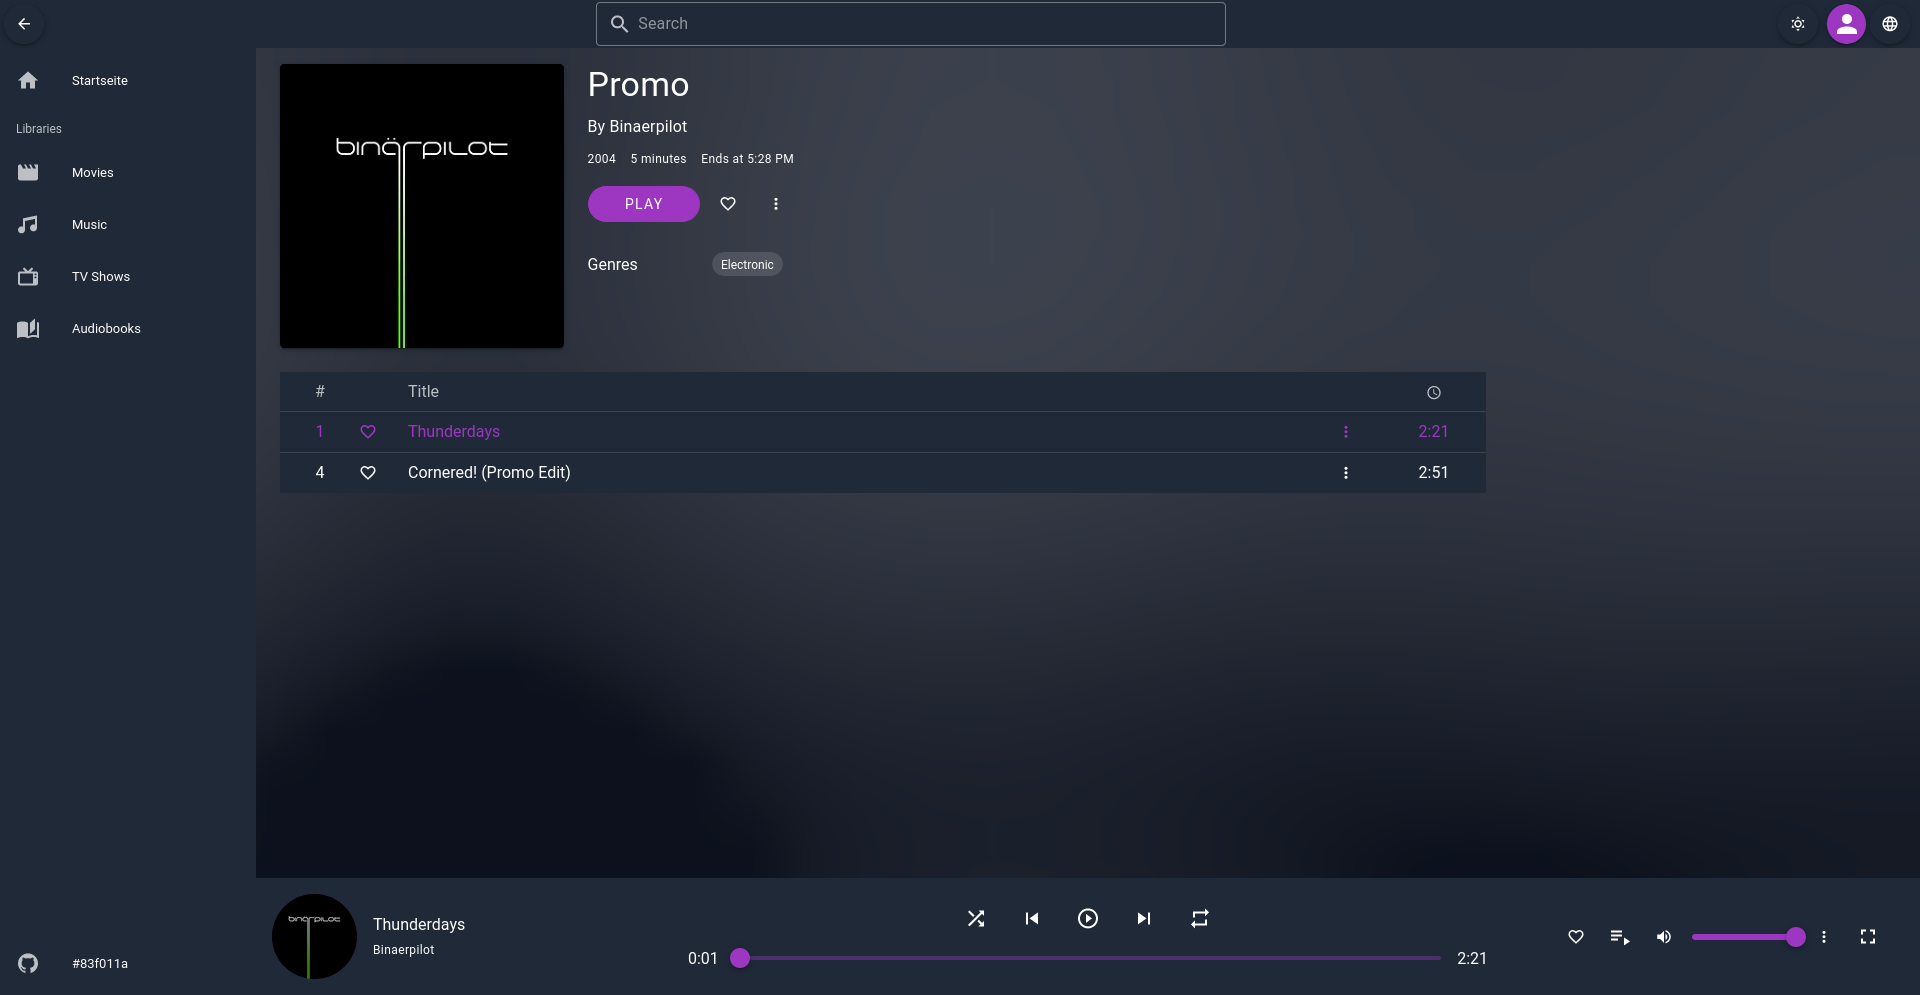 Search
Startseite
Libraries
Movies
Music
TV Shows
Audiobooks
#83f011a
binärpilot
Promo
By Binaerpilot
2004 5 minutes Ends at 5:28 PM
PLAY
Genres Electronic
# Title
1 Thunderdays 2:21
4 Cornered! (Promo Edit) 2:51
binärpilot
Thunderdays
Binaerpilot
0:01 2:21